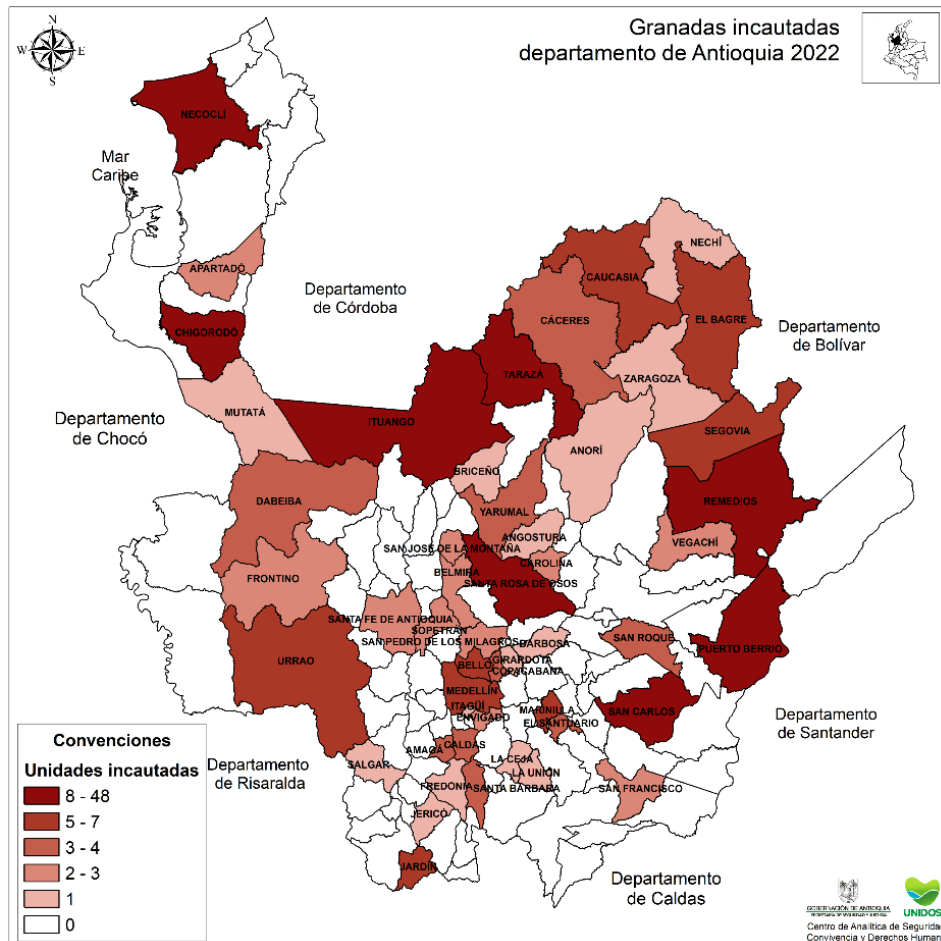 Granadas incautadas
departamento de Antioquia 2022
N
W
E
S
NECOCLÍ
Mar
Caribe
NECHÍ
APARTADÓ
CAUCASIA
Departamento
de Córdoba
CÁCERES
EL BAGRE
CHIGORODÓ
Departamento
de Bolívar
TARAZÁ
ZARAGOZA
MUTATÁ
ITUANGO
Departamento
de Chocó
SEGOVIA
ANORÍ
BRICEÑO
DABEIBA
REMEDIOS
YARUMAL
ANGOSTURA
VEGACHÍ
SAN JOSÉ DE LA MONTAÑA
CAROLINA
BELMIRA
FRONTINO
SANTA ROSA DE OSOS
SANTA FE DE ANTIOQUIA
SOPETRÁN
SAN ROQUE
SAN PEDRO DE LOS MILAGROS
BARBOSA
PUERTO BERRIO
URRAO
BELLO
GIRARDOTA
COPACABANA
MEDELLÍN
ITAGÜÍ
MARINILLA
SAN CARLOS
ENVIGADO
EL SANTUARIO
Departamento
de Santander
Convenciones
AMAGÁ
CALDAS
LA CEJA
Departamento
de Risaralda
SALGAR
LA UNIÓN
FREDONIA
SANTA BÁRBARA
SAN FRANCISCO
JERICÓ
JARDÍN
Departamento
de Caldas
Unidades incautadas
8 - 48
5 - 7
3 - 4
2 - 3
1
0
GOBERNACIÓN DE ANTIOQUIA
UNIDOS
Centro de Analítica de Segurida
Convivencia y Derechos Human